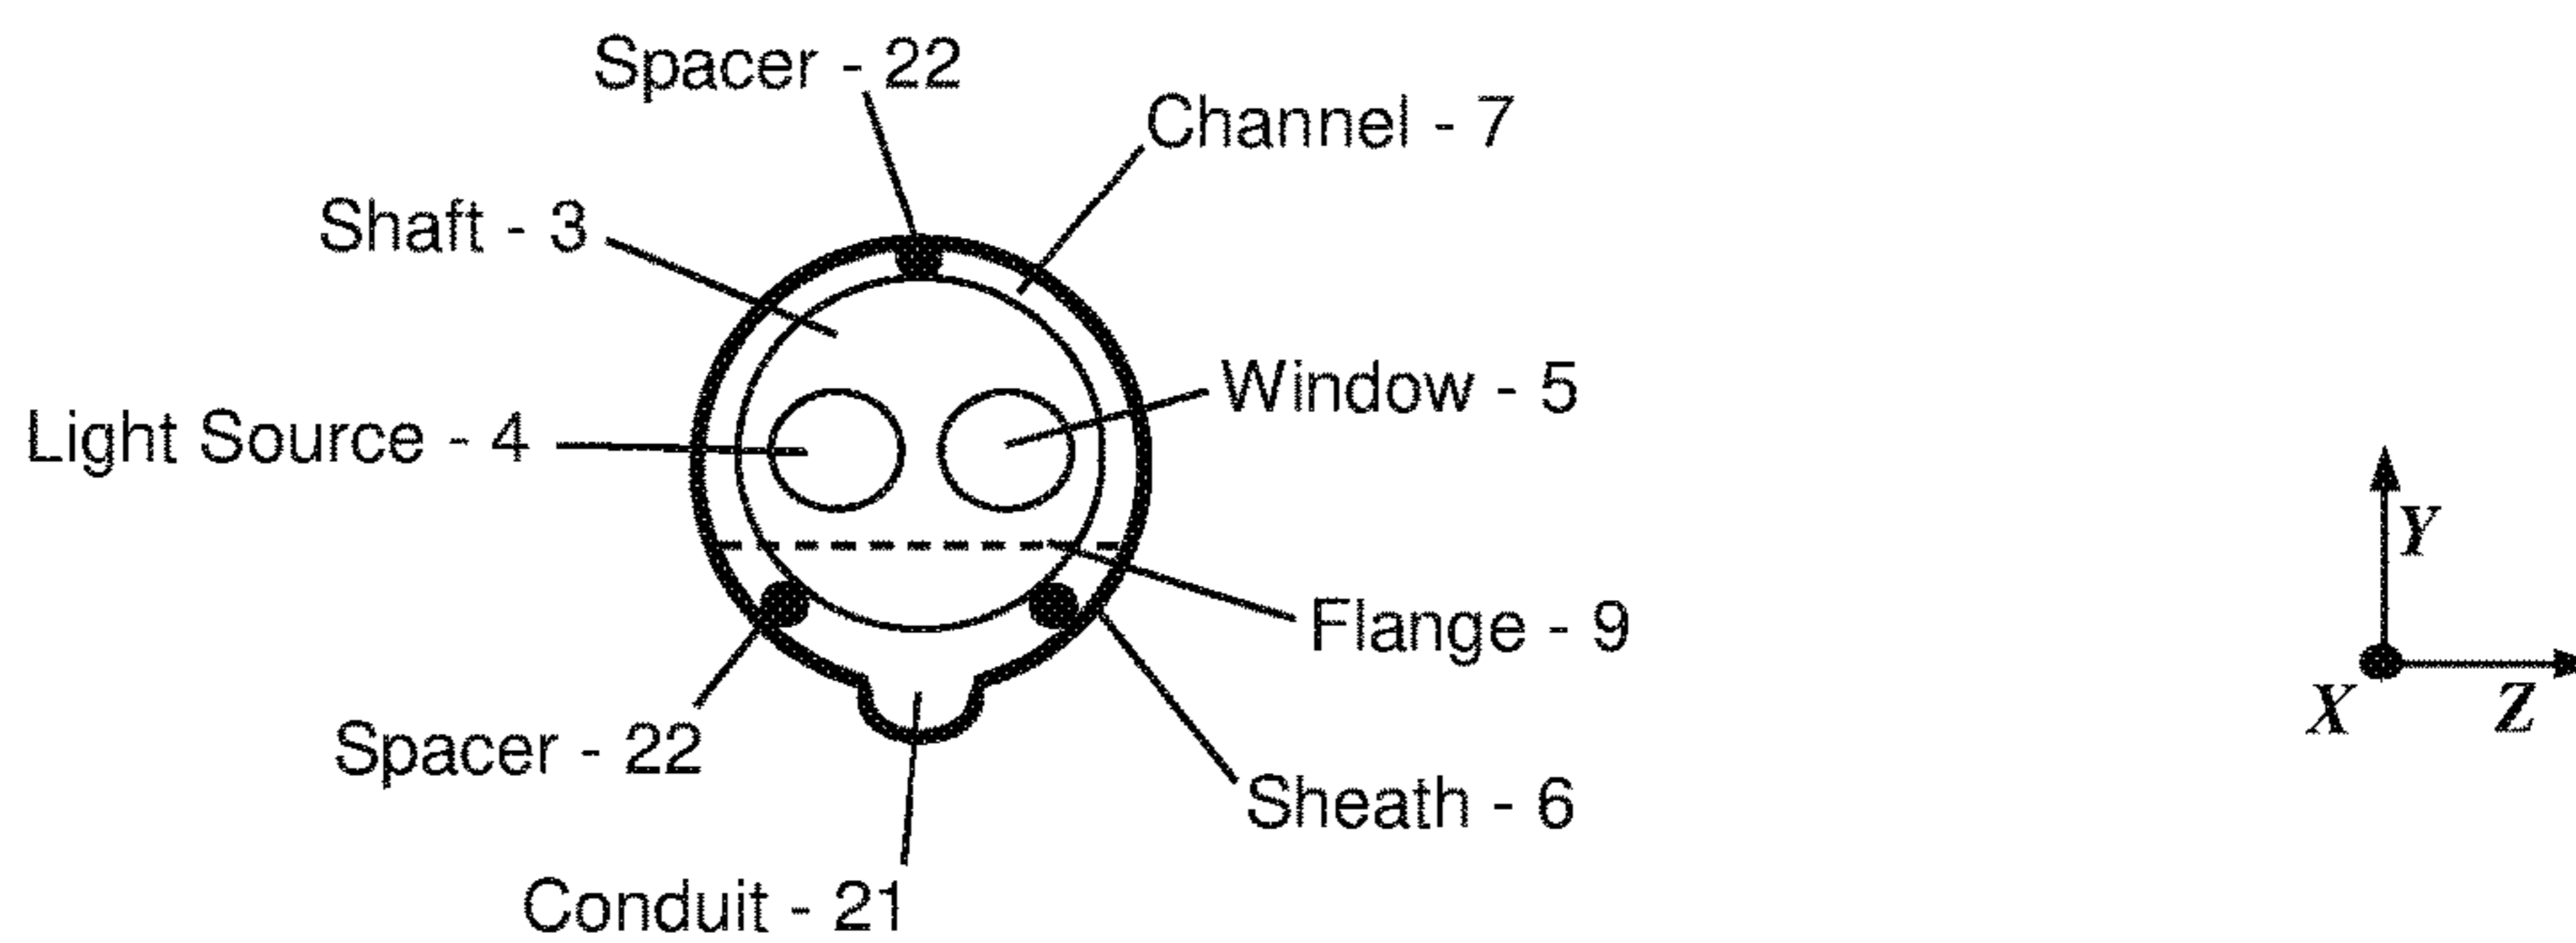 Spacer - 22
Channel - 7
Shaft - 3
Window - 5
Light Source - 4
Flange - 9
Spacer - 22
Sheath - 6
Conduit - 21
Y
X
Z